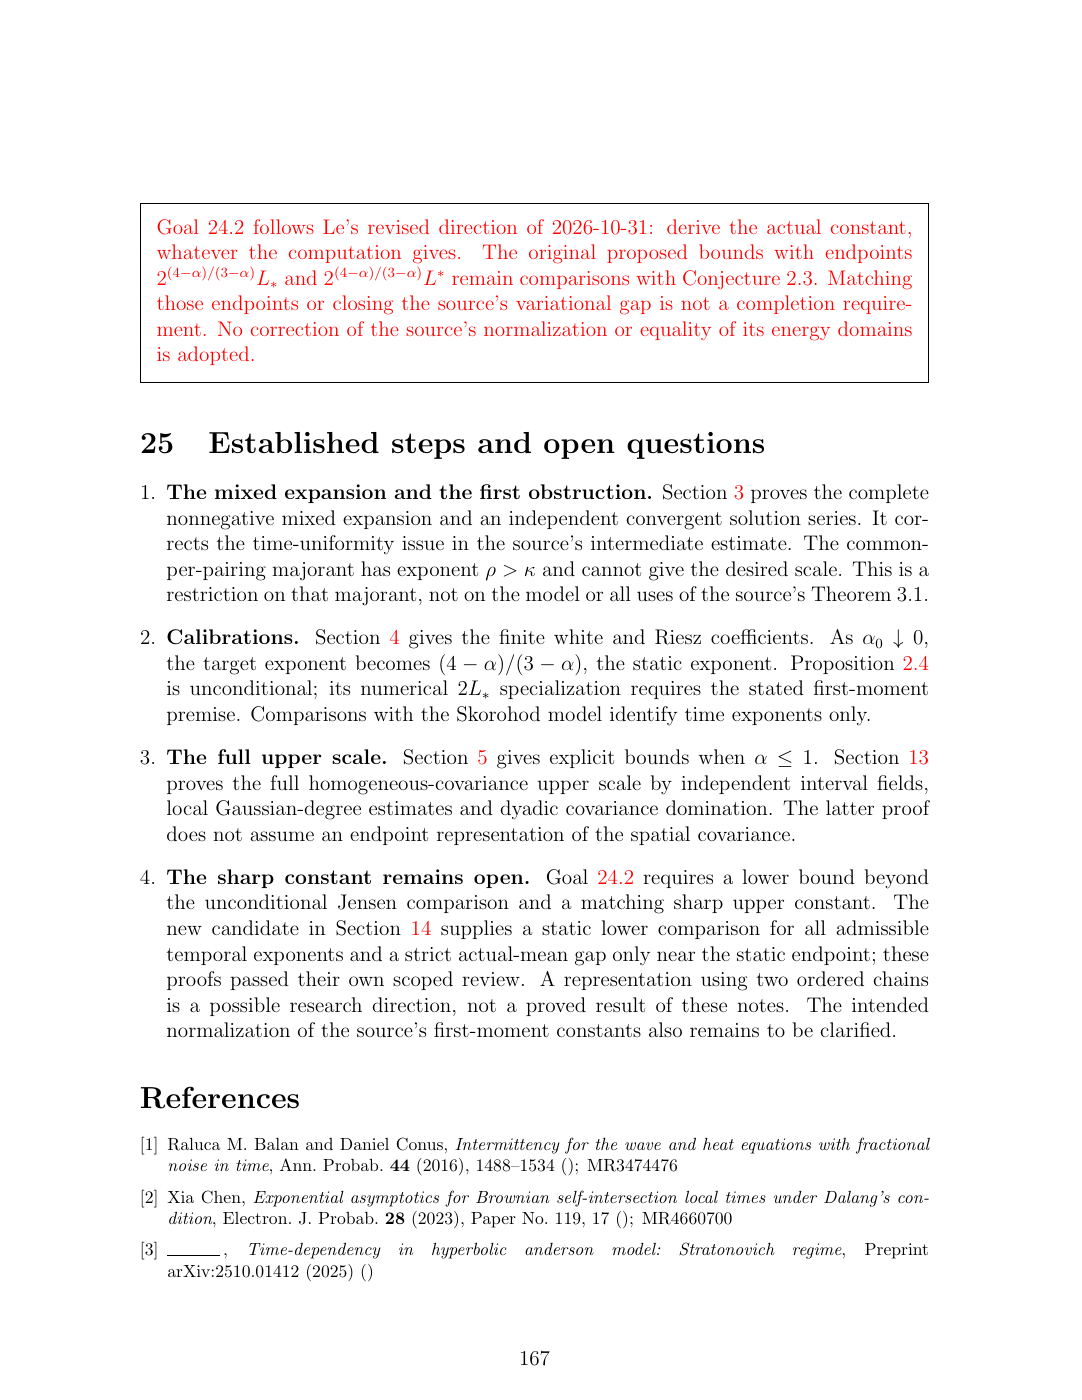 Goal 24.2 follows Le's revised direction of 2026-10-31: derive the actual constant,
whatever the computation gives. The original proposed bounds with endpoints
2^{(4−α)/(3−α)}L_* and 2^{(4−α)/(3−α)}L^* remain comparisons with Conjecture 2.3. Matching
those endpoints or closing the source's variational gap is not a completion require-
ment. No correction of the source's normalization or equality of its energy domains
is adopted.
25 Established steps and open questions
1. The mixed expansion and the first obstruction. Section 3 proves the complete
nonnegative mixed expansion and an independent convergent solution series. It cor-
rects the time-uniformity issue in the source's intermediate estimate. The common-
per-pairing majorant has exponent ρ > κ and cannot give the desired scale. This is a
restriction on that majorant, not on the model or all uses of the source's Theorem 3.1.
2. Calibrations. Section 4 gives the finite white and Riesz coefficients. As α₀ ↓ 0,
the target exponent becomes (4 − α)/(3 − α), the static exponent. Proposition 2.4
is unconditional; its numerical 2L_* specialization requires the stated first-moment
premise. Comparisons with the Skorohod model identify time exponents only.
3. The full upper scale. Section 5 gives explicit bounds when α ≤ 1. Section 13
proves the full homogeneous-covariance upper scale by independent interval fields,
local Gaussian-degree estimates and dyadic covariance domination. The latter proof
does not assume an endpoint representation of the spatial covariance.
4. The sharp constant remains open. Goal 24.2 requires a lower bound beyond
the unconditional Jensen comparison and a matching sharp upper constant. The
new candidate in Section 14 supplies a static lower comparison for all admissible
temporal exponents and a strict actual-mean gap only near the static endpoint; these
proofs passed their own scoped review. A representation using two ordered chains
is a possible research direction, not a proved result of these notes. The intended
normalization of the source's first-moment constants also remains to be clarified.
References
[1] Raluca M. Balan and Daniel Conus, Intermittency for the wave and heat equations with fractional
noise in time, Ann. Probab. 44 (2016), 1488–1534 (); MR3474476
[2] Xia Chen, Exponential asymptotics for Brownian self-intersection local times under Dalang's con-
dition, Electron. J. Probab. 28 (2023), Paper No. 119, 17 (); MR4660700
[3] _____, Time-dependency in hyperbolic anderson model: Stratonovich regime, Preprint
arXiv:2510.01412 (2025) ()
167